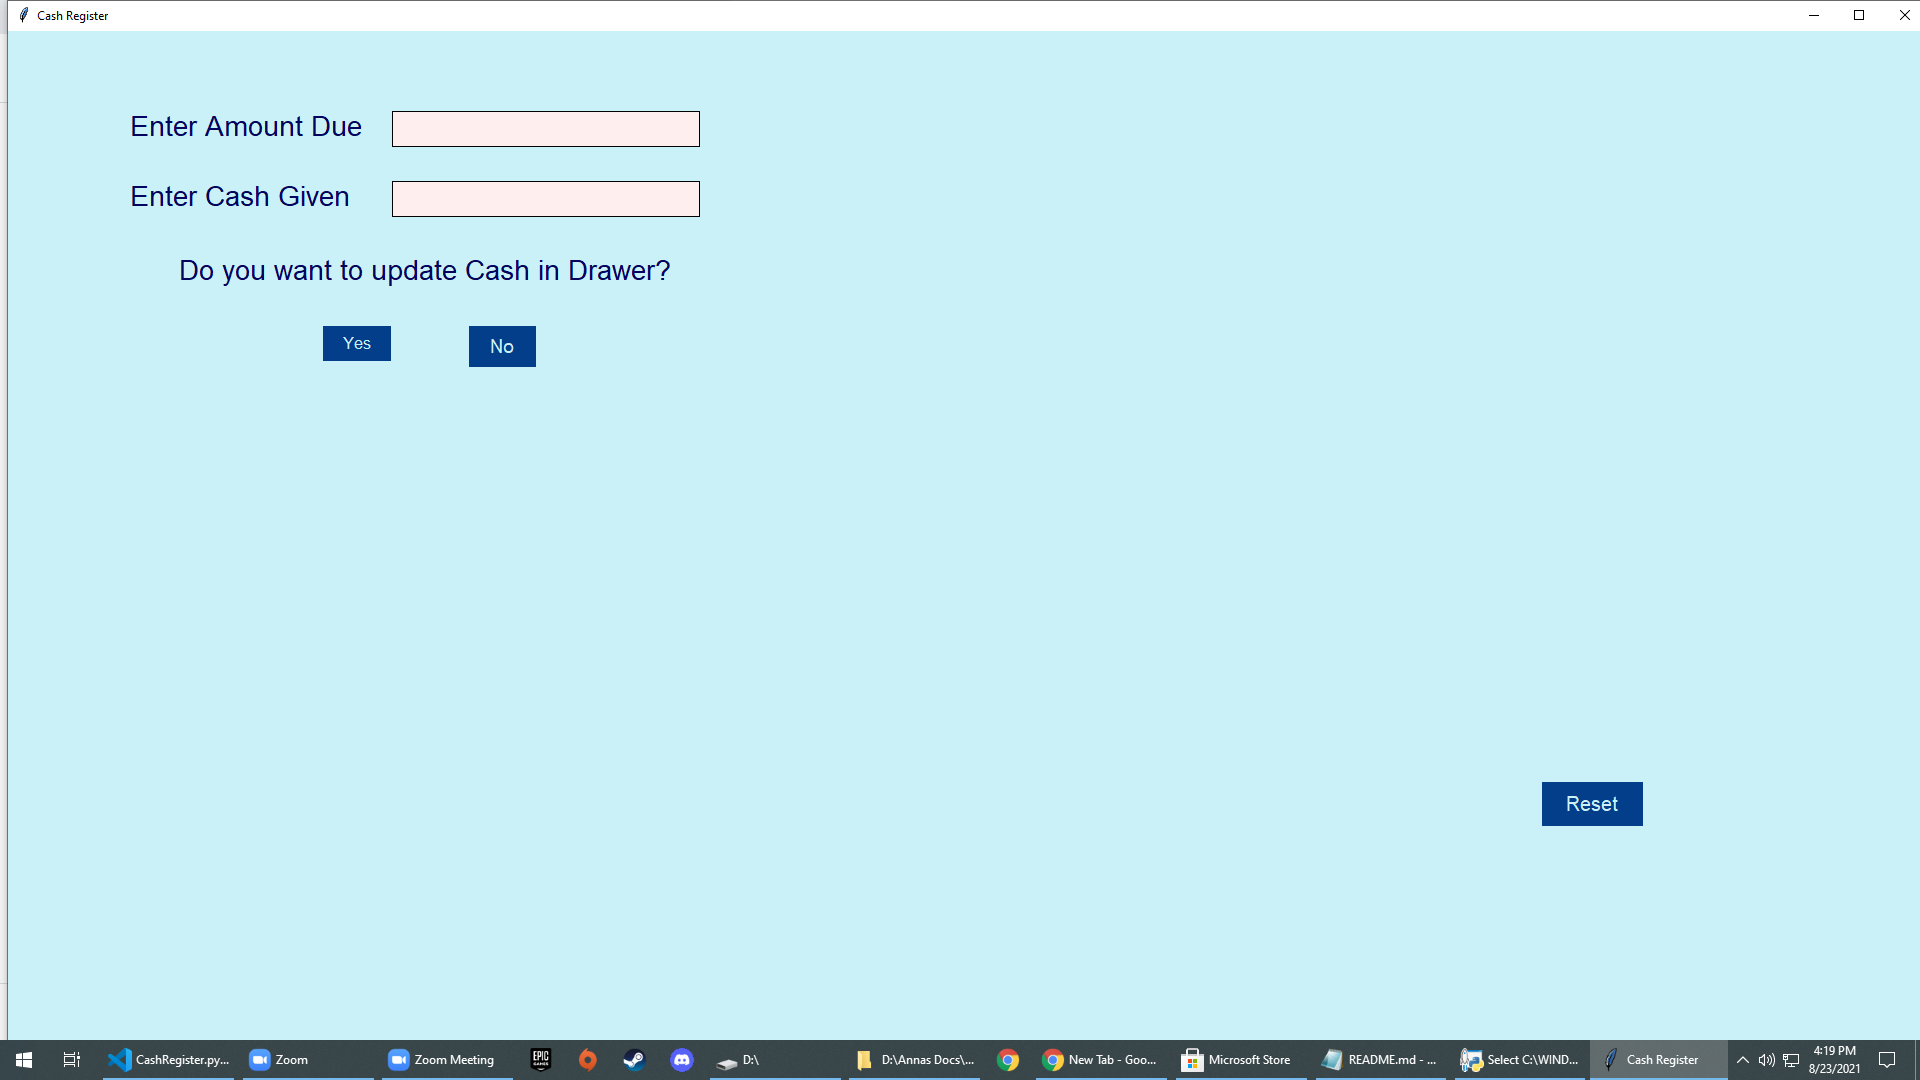 Cash Register
Enter Amount Due
Enter Cash Given
Do you want to update Cash in Drawer?
Yes No
Reset
CashRegister.py... Zoom Zoom Meeting EPIC GAMES D:\ D:\Annas Docs\... New Tab - Goo... Microsoft Store README.md - ... Select C:\WIND... Cash Register 4:19 PM
8/23/2021